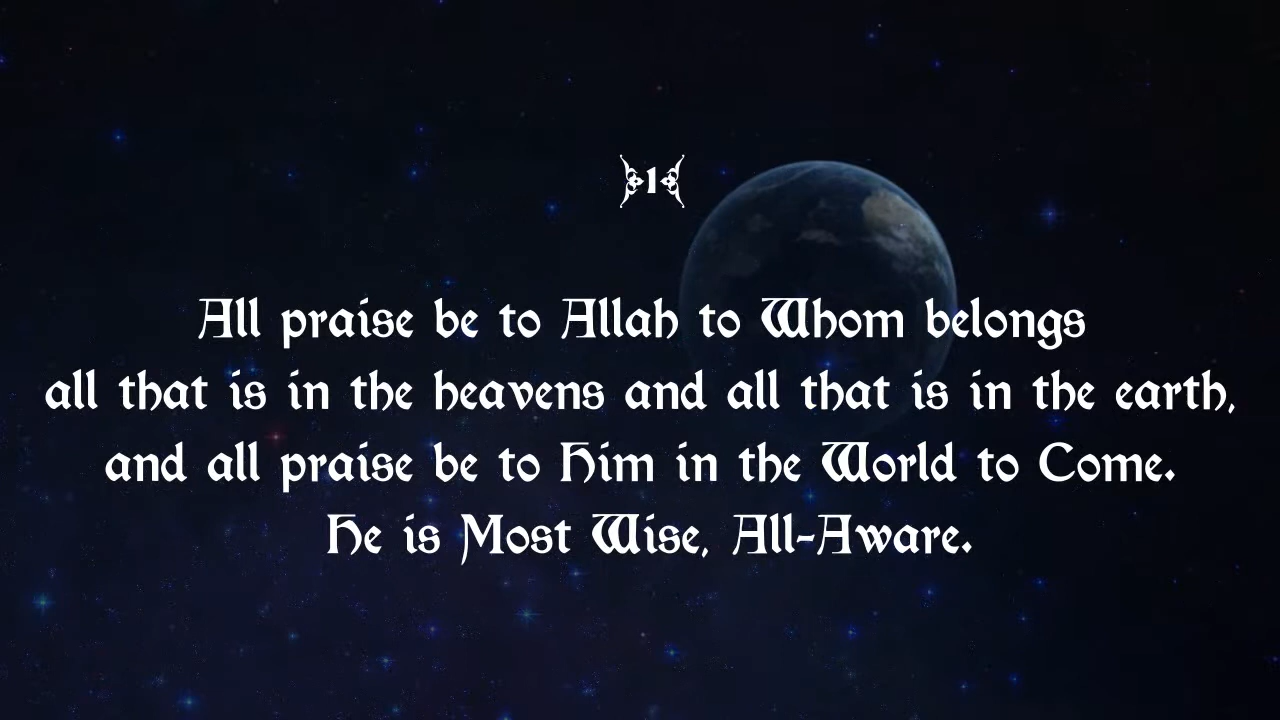 1
All praise be to Allah to Whom belongs
all that is in the heavens and all that is in the earth,
and all praise be to Him in the World to Come.
He is Most Wise, All-Aware.